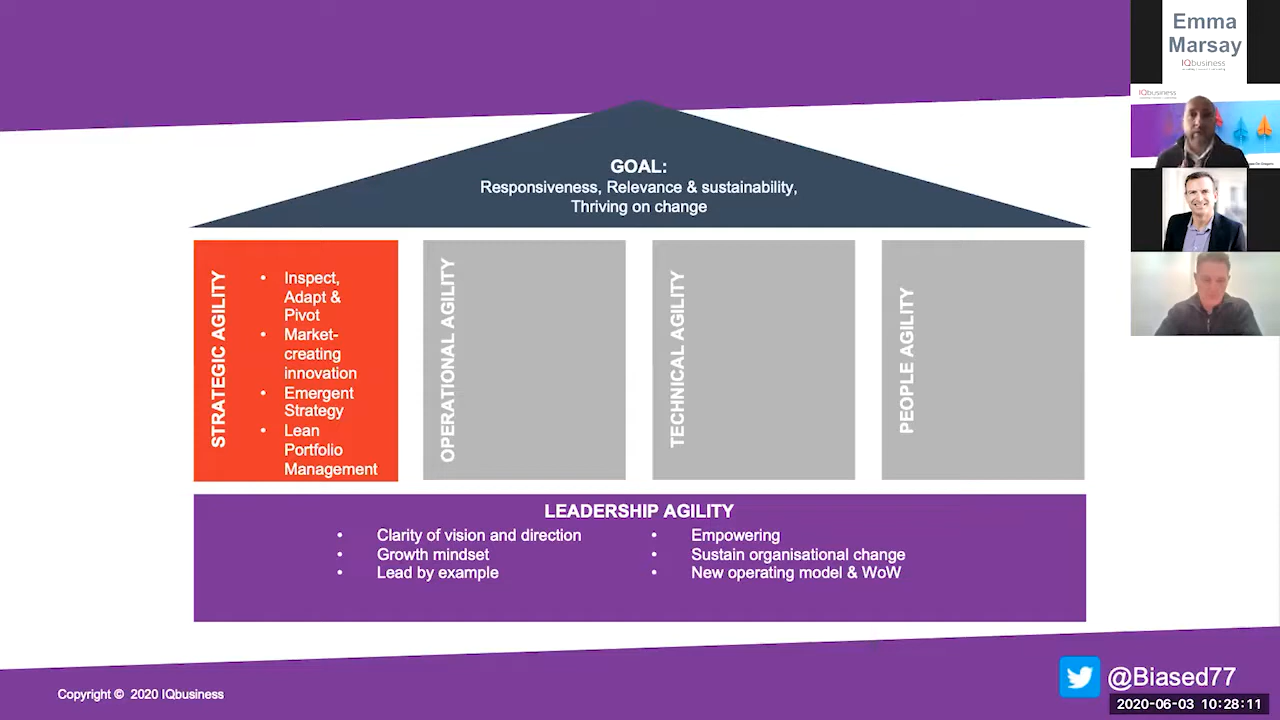 GOAL:
Responsiveness, Relevance & sustainability,
Thriving on change
STRATEGIC AGILITY
• Inspect,
Adapt &
Pivot
• Market-
creating
innovation
• Emergent
Strategy
• Lean
Portfolio
Management
OPERATIONAL AGILITY
TECHNICAL AGILITY
PEOPLE AGILITY
LEADERSHIP AGILITY
• Clarity of vision and direction
• Growth mindset
• Lead by example
• Empowering
• Sustain organisational change
• New operating model & WoW
Copyright © 2020 IQbusiness
@Biased77
2020-06-03 10:28:11
Emma
Marsay
IQbusiness
IQbusiness